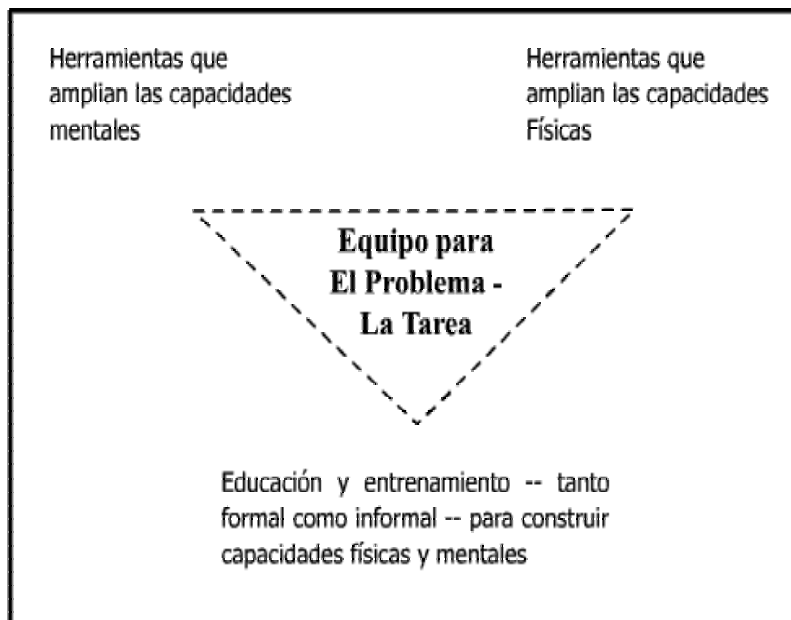 Herramientas que
amplian las capacidades
mentales
Herramientas que
amplian las capacidades
Físicas
Equipo para
El Problema -
La Tarea
Educación y entrenamiento -- tanto
formal como informal -- para construir
capacidades físicas y mentales